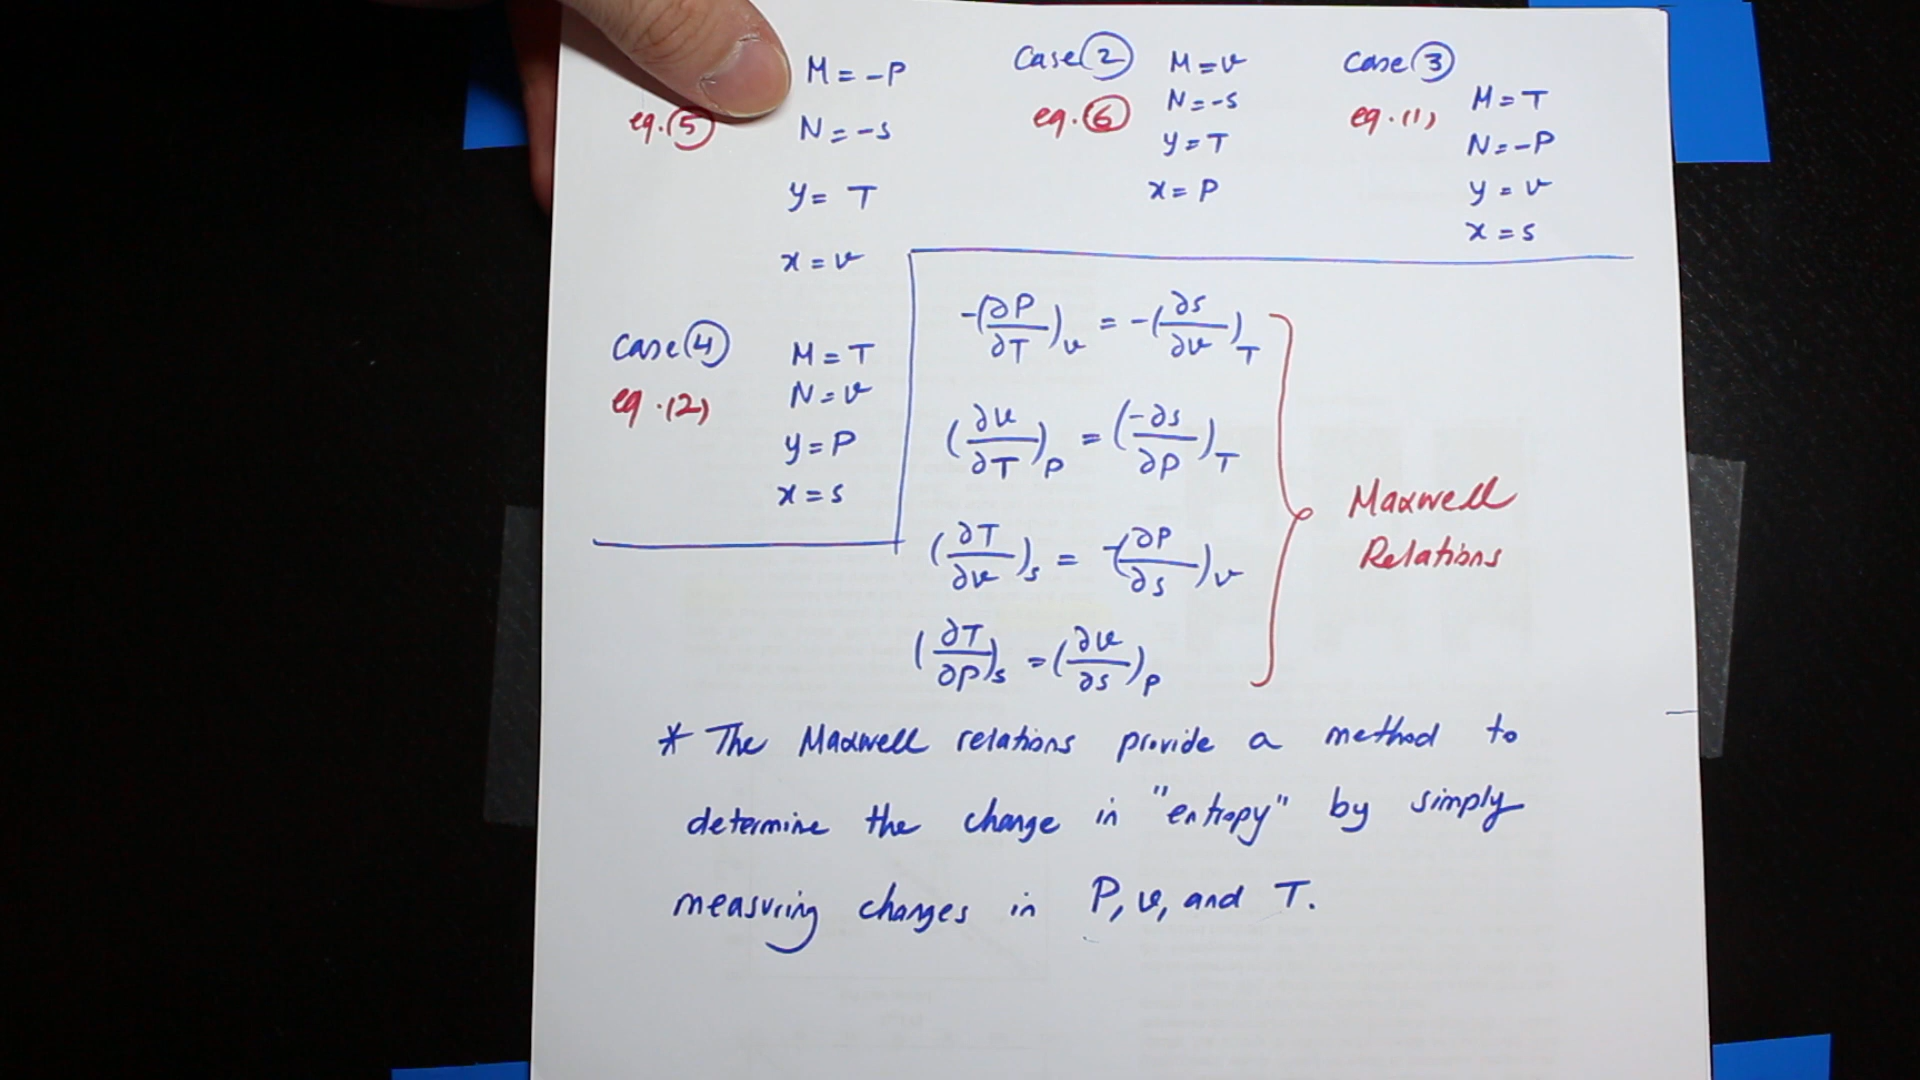 M = -P
eq. (5)
N = -s
y = T
x = v
Case (2)
eq. (6)
M = v
N = -s
y = T
x = P
Case (3)
eq. (1)
M = T
N = -P
y = v
x = s
Case (4)
eq. (2)
M = T
N = v
y = P
x = s
-(∂P/∂T)v = -(∂s/∂v)T
(∂v/∂T)P = (-∂s/∂P)T
(∂T/∂v)s = -(∂P/∂s)v
(∂T/∂P)s = (∂v/∂s)P
Maxwell
Relations
* The Maxwell relations provide a method to
determine the change in "entropy" by simply
measuring changes in P, v, and T.